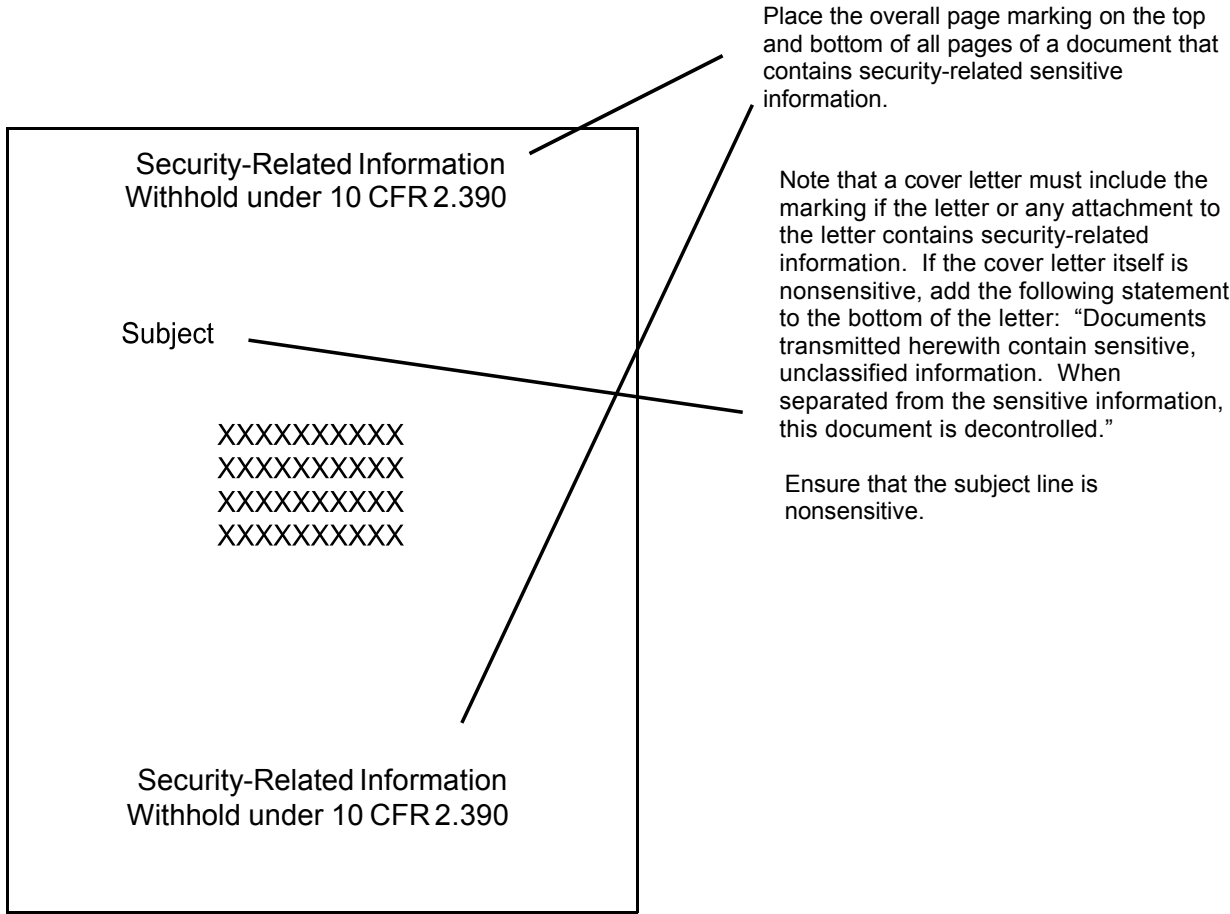 Place the overall page marking on the top
and bottom of all pages of a document that
contains security-related sensitive
information.
Security-Related Information
Withhold under 10 CFR 2.390
Note that a cover letter must include the
marking if the letter or any attachment to
the letter contains security-related
information. If the cover letter itself is
nonsensitive, add the following statement
to the bottom of the letter: “Documents
transmitted herewith contain sensitive,
unclassified information. When
separated from the sensitive information,
this document is decontrolled.”
Subject
XXXXXXXXXX
XXXXXXXXXX
XXXXXXXXXX
XXXXXXXXXX
Ensure that the subject line is
nonsensitive.
Security-Related Information
Withhold under 10 CFR 2.390